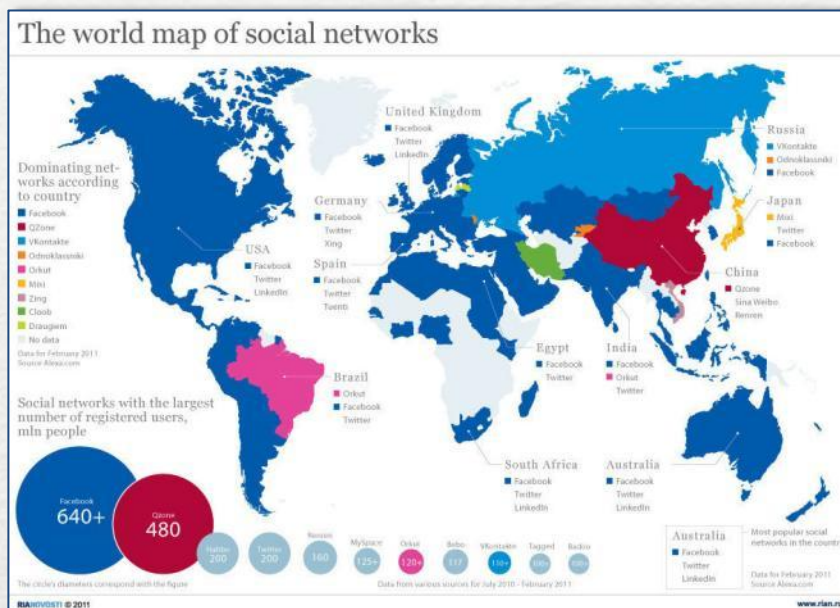 The world map of social networks
Dominating net-
works according
to country
Facebook
QZone
VKontakte
Odnoklassniki
Orkut
Mixi
Zing
Cloob
Draugiem
No data
Data for February 2011
Source Alexa.com
USA
Facebook
Twitter
LinkedIn
United Kingdom
Facebook
Twitter
LinkedIn
Germany
Facebook
Twitter
Xing
Spain
Facebook
Twitter
Tuenti
Russia
VKontakte
Odnoklassniki
Facebook
Japan
Mixi
Twitter
Facebook
China
Qzone
Sina Weibo
Renren
Egypt
Facebook
Twitter
India
Facebook
Orkut
Twitter
Brazil
Orkut
Facebook
Twitter
South Africa
Facebook
Twitter
LinkedIn
Australia
Facebook
Twitter
LinkedIn
Social networks with the largest
number of registered users,
mln people
Facebook
640+
Qzone
480
Habbo
200
Twitter
200
Renren
160
MySpace
125+
Orkut
120+
Bebo
117
VKontakte
110+
Tagged
100+
Badoo
100+
The circle's diameters correspond with the figure
Data from various sources for July 2010 - February 2011
Australia
Facebook
Twitter
LinkedIn
Most popular social
networks in the country
Data for February 2011
Source Alexa.com
RIANOVOSTI © 2011
www.rian.ru